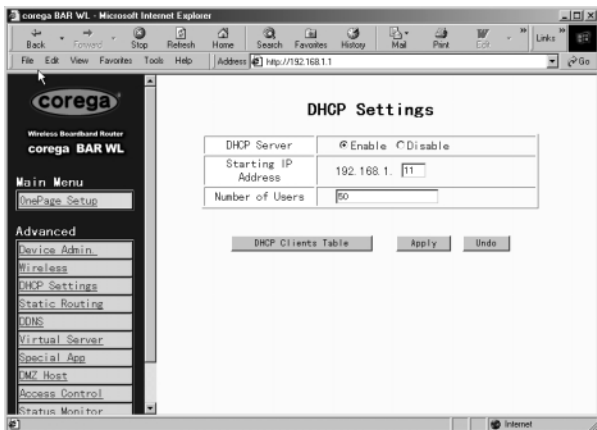 corega BAR WL - Microsoft Internet Explorer
Back Forward Stop Refresh Home Search Favorites History Mail Print Edit Links
File Edit View Favorites Tools Help Address http://192.168.1.1 Go
corega
Wireless Boardband Router
corega BAR WL
Main Menu
OnePage Setup
Advanced
Device Admin.
Wireless
DHCP Settings
Static Routing
DDNS
Virtual Server
Special App
DMZ Host
Access Control
Status Monitor
DHCP Settings
DHCP Server Enable Disable
Starting IP Address 192.168.1. 11
Number of Users 50
DHCP Clients Table Apply Undo
Internet